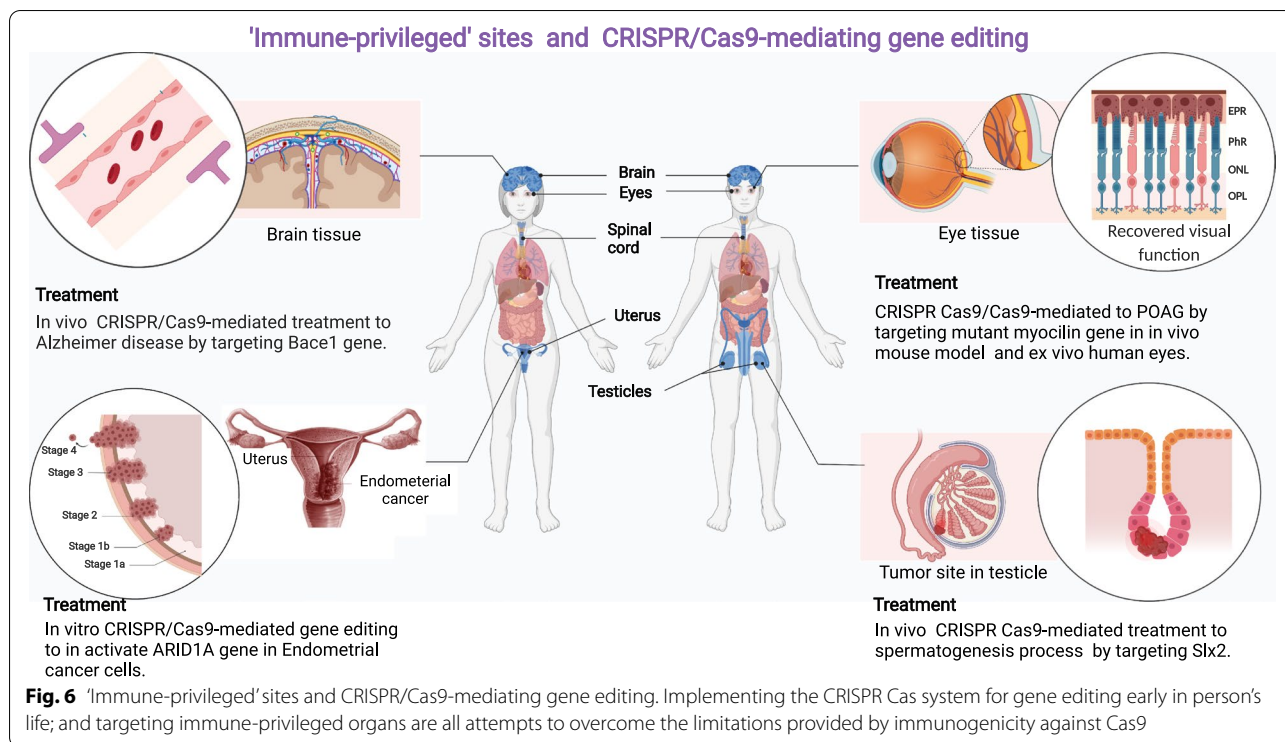 'Immune-privileged' sites and CRISPR/Cas9-mediating gene editing
Brain tissue
Treatment
In vivo CRISPR/Cas9-mediated treatment to
Alzheimer disease by targeting Bace1 gene.
Brain
Eyes
Spinal
cord
Uterus
Testicles
Eye tissue
EPR
PhR
ONL
OPL
Recovered visual
function
Treatment
CRISPR Cas9/Cas9-mediated to POAG by
targeting mutant myocilin gene in in vivo
mouse model and ex vivo human eyes.
Stage 4
Stage 3
Stage 2
Stage 1b
Stage 1a
Uterus
Endometerial
cancer
Treatment
In vitro CRISPR/Cas9-mediated gene editing
to in activate ARID1A gene in Endometrial
cancer cells.
Tumor site in testicle
Treatment
In vivo CRISPR Cas9-mediated treatment to
spermatogenesis process by targeting Slx2.
Fig. 6 'Immune-privileged' sites and CRISPR/Cas9-mediating gene editing. Implementing the CRISPR Cas system for gene editing early in person's
life; and targeting immune-privileged organs are all attempts to overcome the limitations provided by immunogenicity against Cas9